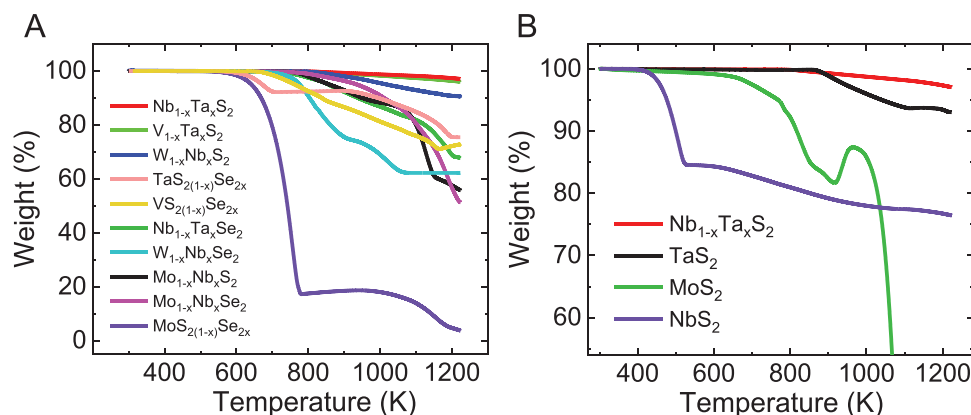 A
Weight (%)
100
80
60
40
20
0
Nb₁₋ₓTaₓS₂
V₁₋ₓTaₓS₂
W₁₋ₓNbₓS₂
TaS₂₍₁₋ₓ₎Se₂ₓ
VS₂₍₁₋ₓ₎Se₂ₓ
Nb₁₋ₓTaₓSe₂
W₁₋ₓNbₓSe₂
Mo₁₋ₓNbₓS₂
Mo₁₋ₓNbₓSe₂
MoS₂₍₁₋ₓ₎Se₂ₓ
400 600 800 1000 1200
Temperature (K)
B
Weight (%)
100
90
80
70
60
Nb₁₋ₓTaₓS₂
TaS₂
MoS₂
NbS₂
400 600 800 1000 1200
Temperature (K)